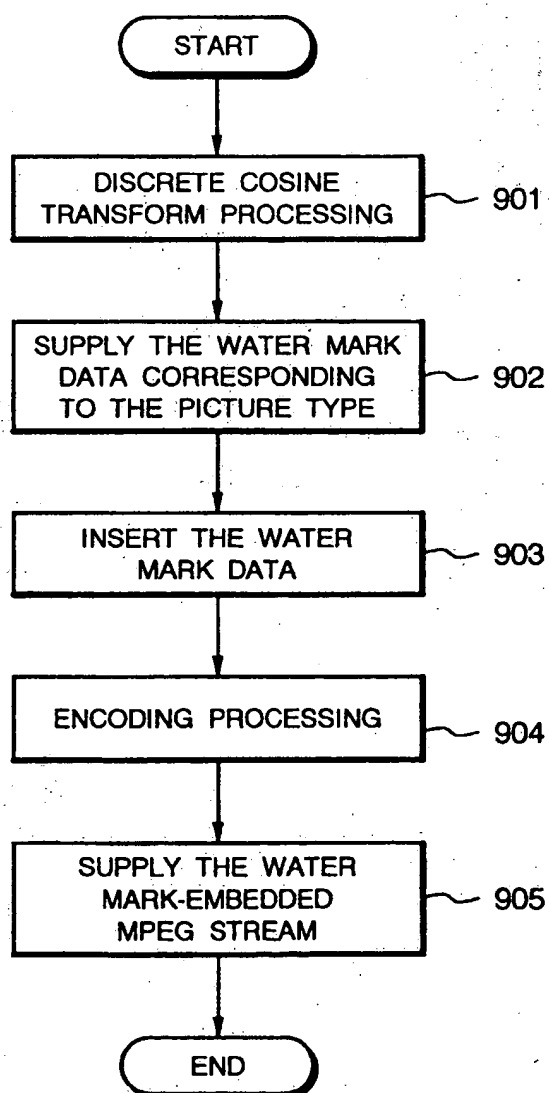 START
DISCRETE COSINE
TRANSFORM PROCESSING
901
SUPPLY THE WATER MARK
DATA CORRESPONDING
TO THE PICTURE TYPE
902
INSERT THE WATER
MARK DATA
903
ENCODING PROCESSING
904
SUPPLY THE WATER
MARK-EMBEDDED
MPEG STREAM
905
END